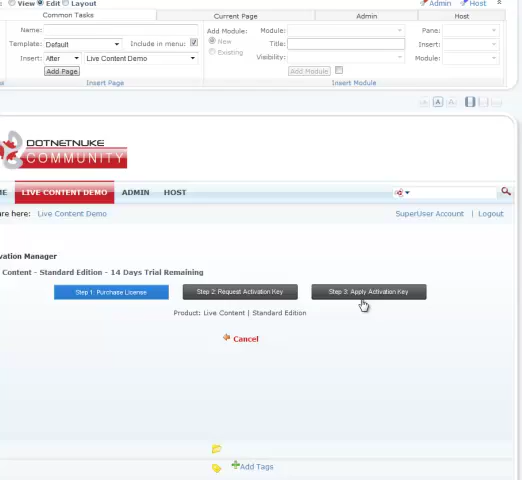 View Edit Layout Admin Host
Common Tasks Current Page Admin Host
Name: Add Module: Module: Pane:
Template: Default Include in menu: New Title: Insert:
Existing
Insert: After Live Content Demo Visibility: Module:
Add Page Add Module
Insert Page Insert Module
A A A
DOTNETNUKE
COMMUNITY
ME LIVE CONTENT DEMO ADMIN HOST
are here: Live Content Demo SuperUser Account | Logout
vation Manager
Content - Standard Edition - 14 Days Trial Remaining
Step 1: Purchase License Step 2: Request Activation Key Step 3: Apply Activation Key
Product: Live Content | Standard Edition
Cancel
Add Tags